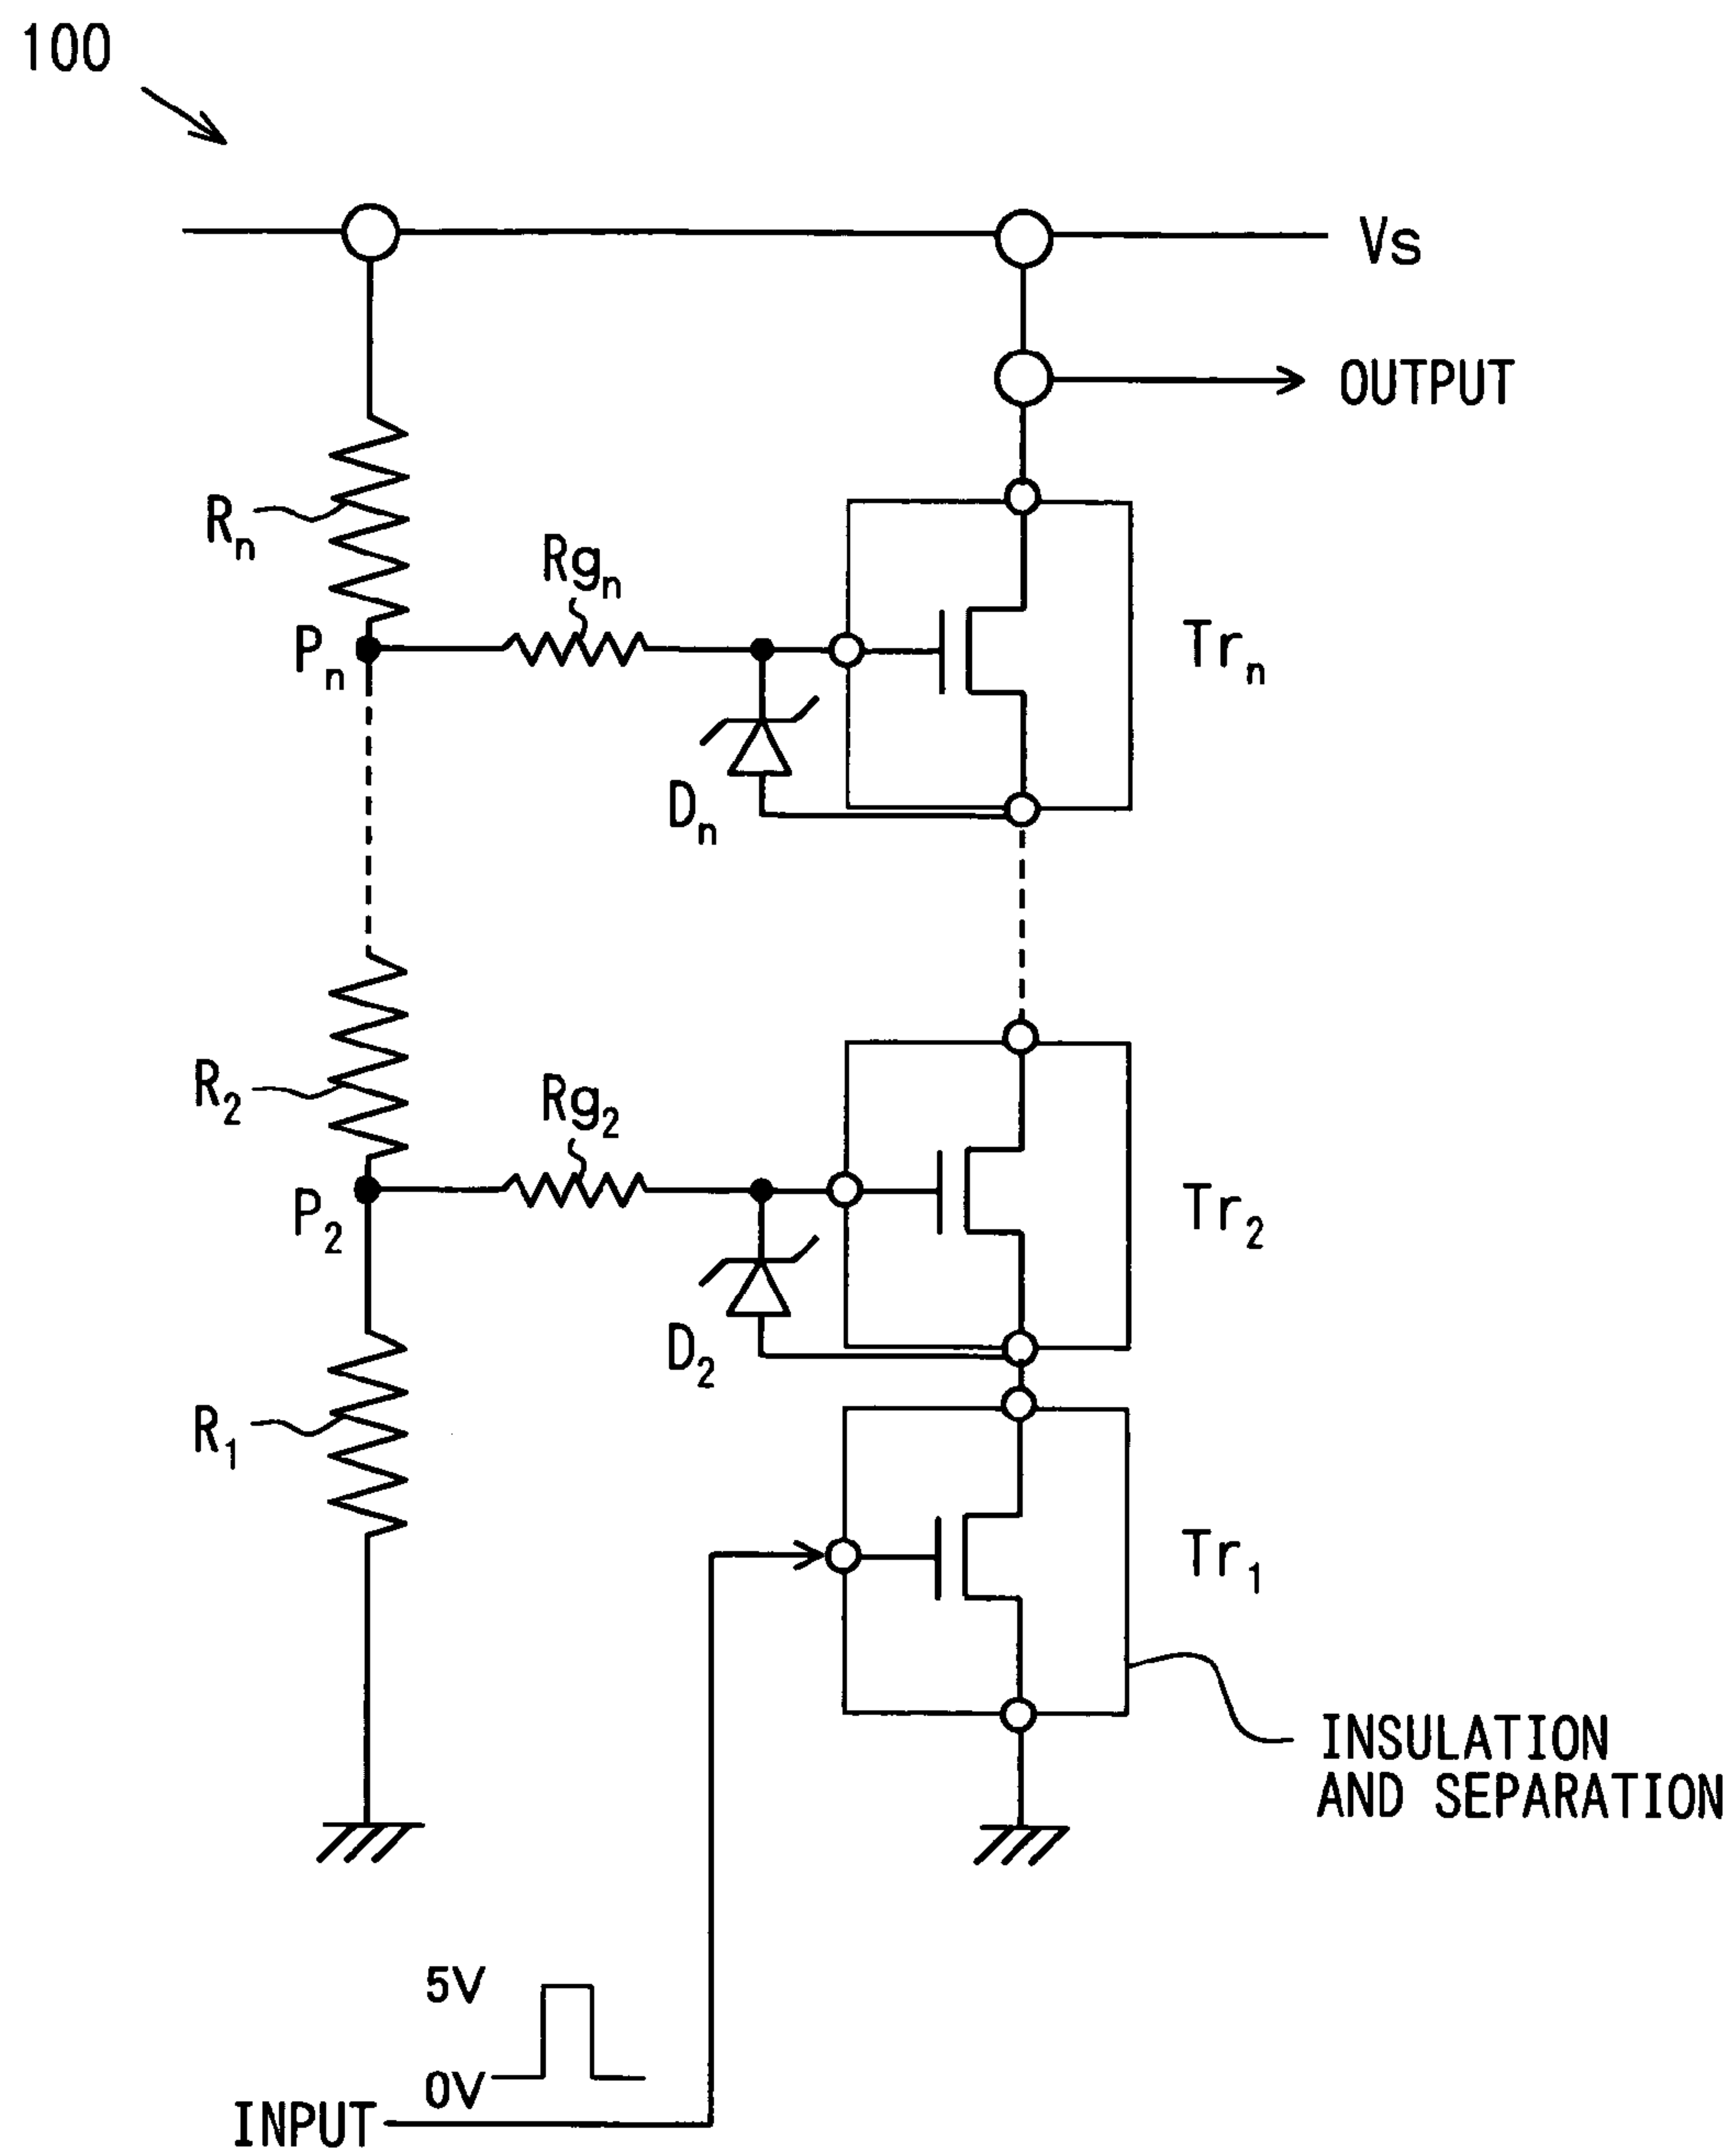 100
Vs
OUTPUT
Rn
Rgn
Pn
Trn
Dn
R2
Rg2
P2
Tr2
D2
R1
Tr1
INSULATION
AND SEPARATION
5V
0V
INPUT